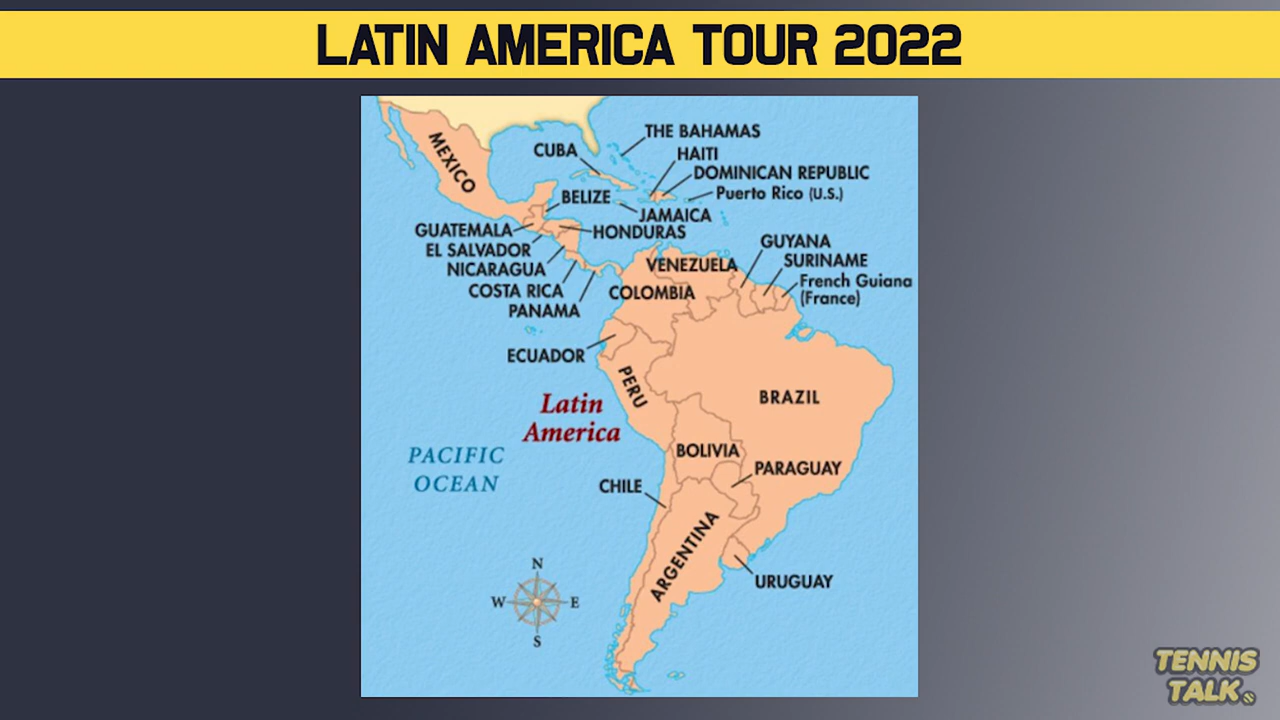 LATIN AMERICA TOUR 2022
MEXICO
CUBA
THE BAHAMAS
HAITI
DOMINICAN REPUBLIC
Puerto Rico (U.S.)
BELIZE
JAMAICA
GUATEMALA
HONDURAS
EL SALVADOR
NICARAGUA
COSTA RICA
PANAMA
VENEZUELA
COLOMBIA
GUYANA
SURINAME
French Guiana
(France)
ECUADOR
PERU
BRAZIL
Latin
America
PACIFIC
OCEAN
BOLIVIA
PARAGUAY
CHILE
ARGENTINA
URUGUAY
N
W
E
S
TENNIS
TALK